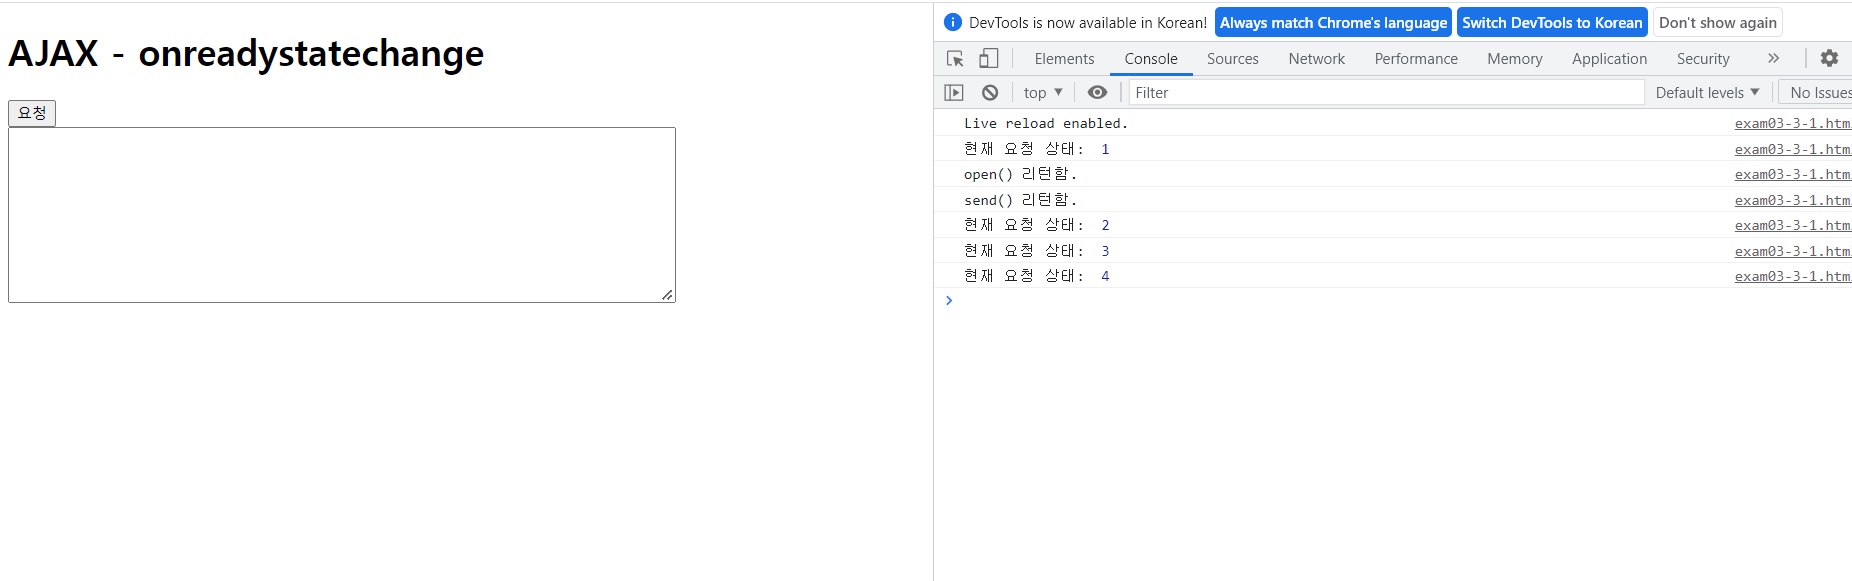 AJAX - onreadystatechange
요청
DevTools is now available in Korean! Always match Chrome's language Switch DevTools to Korean Don't show again
Elements Console Sources Network Performance Memory Application Security »
top ▼ Filter Default levels ▼ No Issues
Live reload enabled. exam03-3-1.htm
현재 요청 상태: 1 exam03-3-1.htm
open() 리턴함. exam03-3-1.htm
send() 리턴함. exam03-3-1.htm
현재 요청 상태: 2 exam03-3-1.htm
현재 요청 상태: 3 exam03-3-1.htm
현재 요청 상태: 4 exam03-3-1.htm